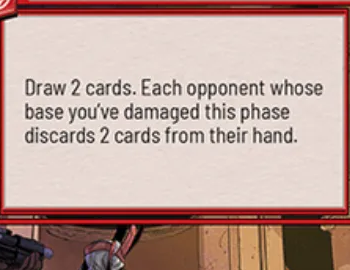 Draw 2 cards. Each opponent whose
base you've damaged this phase
discards 2 cards from their hand.